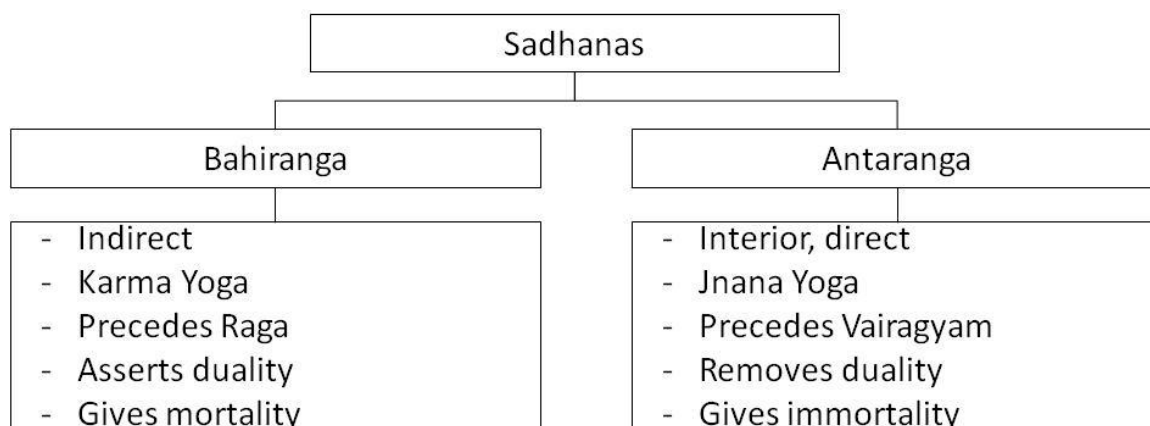 Sadhanas
Bahiranga
Antaranga
- Indirect
- Karma Yoga
- Precedes Raga
- Asserts duality
- Gives mortality
- Interior, direct
- Jnana Yoga
- Precedes Vairagyam
- Removes duality
- Gives immortality